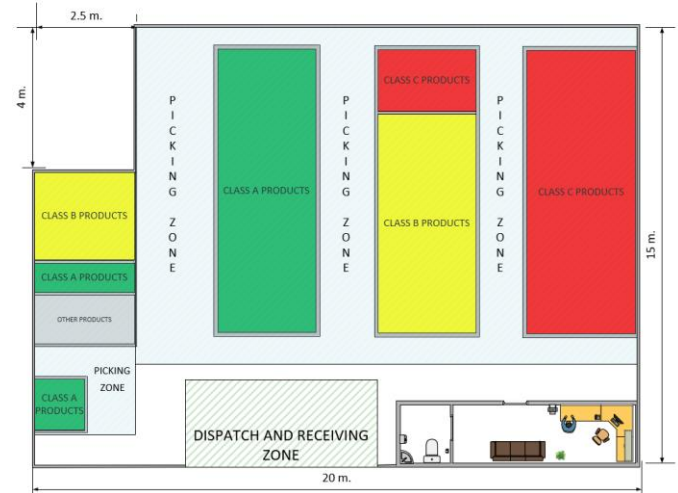 2.5 m.
4 m.
PICKING ZONE
CLASS A PRODUCTS
PICKING ZONE
CLASS C PRODUCTS
CLASS B PRODUCTS
PICKING ZONE
CLASS C PRODUCTS
15 m.
CLASS B PRODUCTS
CLASS A PRODUCTS
OTHER PRODUCTS
PICKING
ZONE
CLASS A
PRODUCTS
DISPATCH AND RECEIVING
ZONE
20 m.